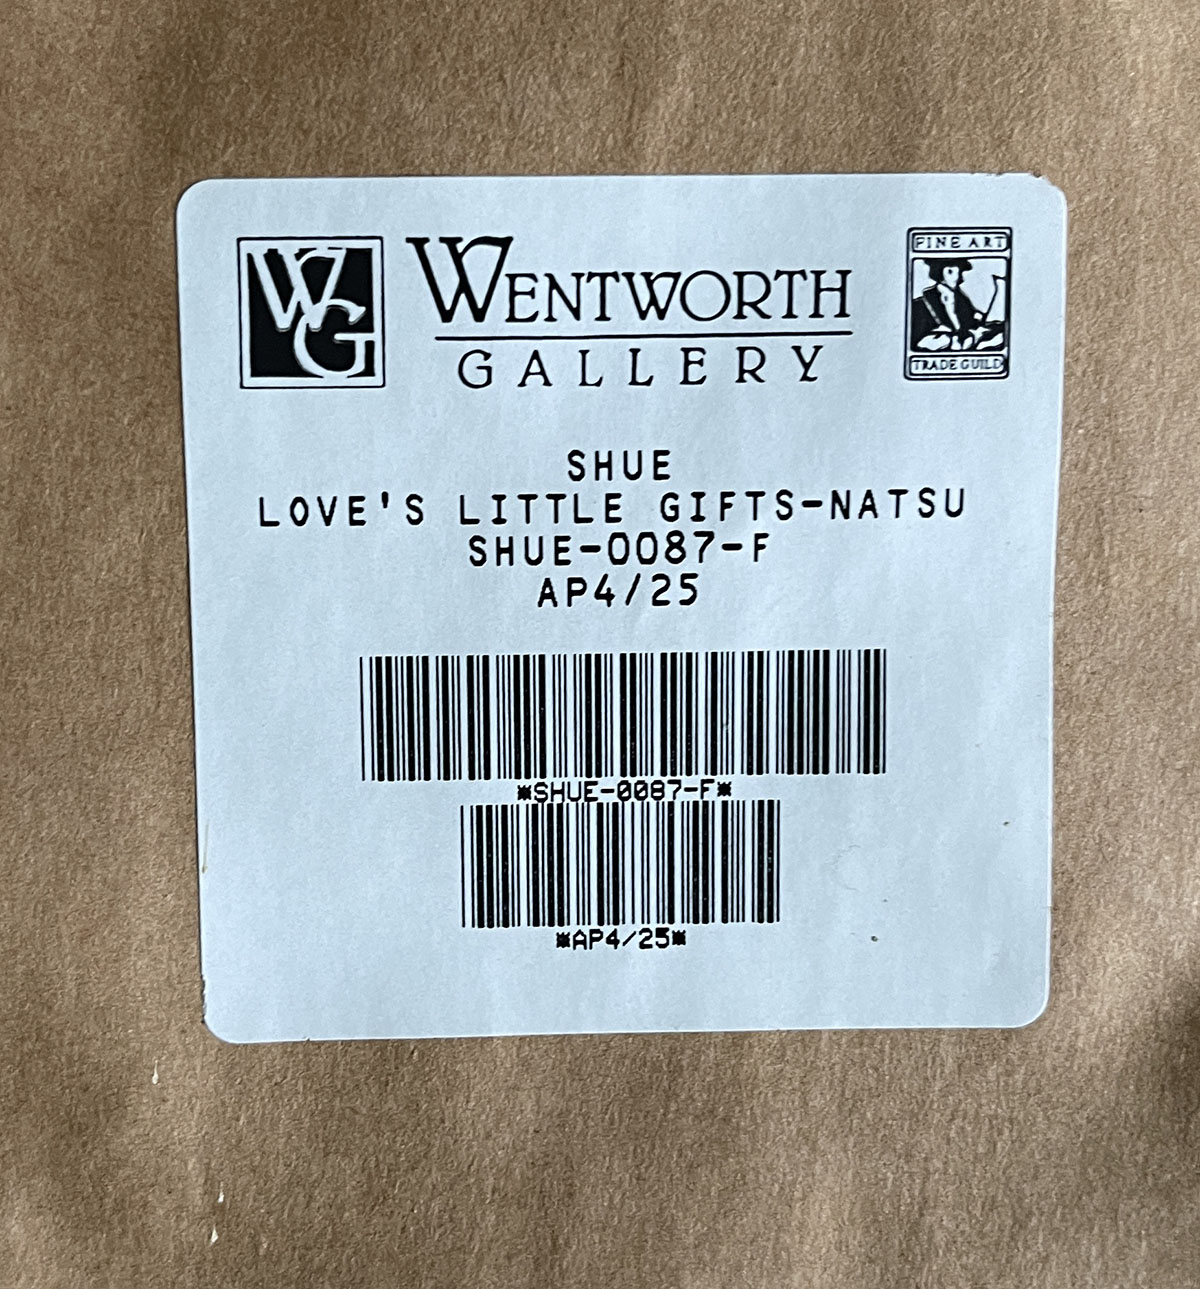 WG
WENTWORTH
GALLERY
FINE ART
TRADE GUILD
SHUE
LOVE'S LITTLE GIFTS-NATSU
SHUE-0087-F
AP4/25
*SHUE-0087-F*
*AP4/25*